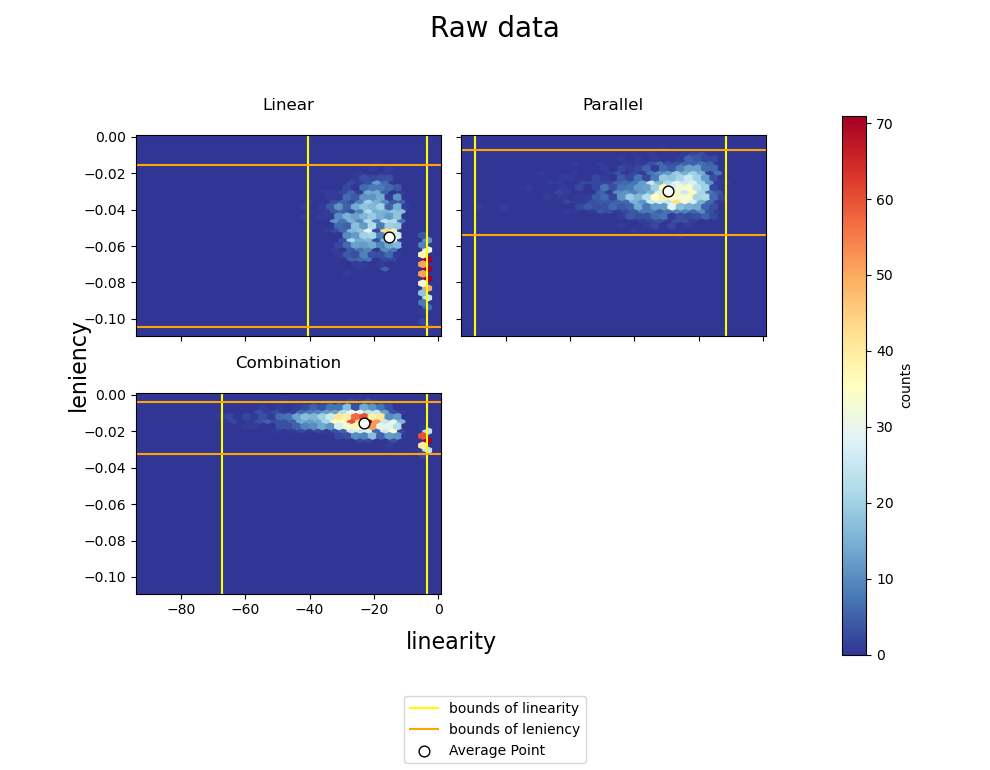 Raw data
Linear
Parallel
0.00
−0.02
−0.04
−0.06
−0.08
−0.10
Combination
0.00
−0.02
−0.04
−0.06
−0.08
−0.10
−80 −60 −40 −20 0
leniency
linearity
70
60
50
40
30
20
10
0
counts
bounds of linearity
bounds of leniency
Average Point